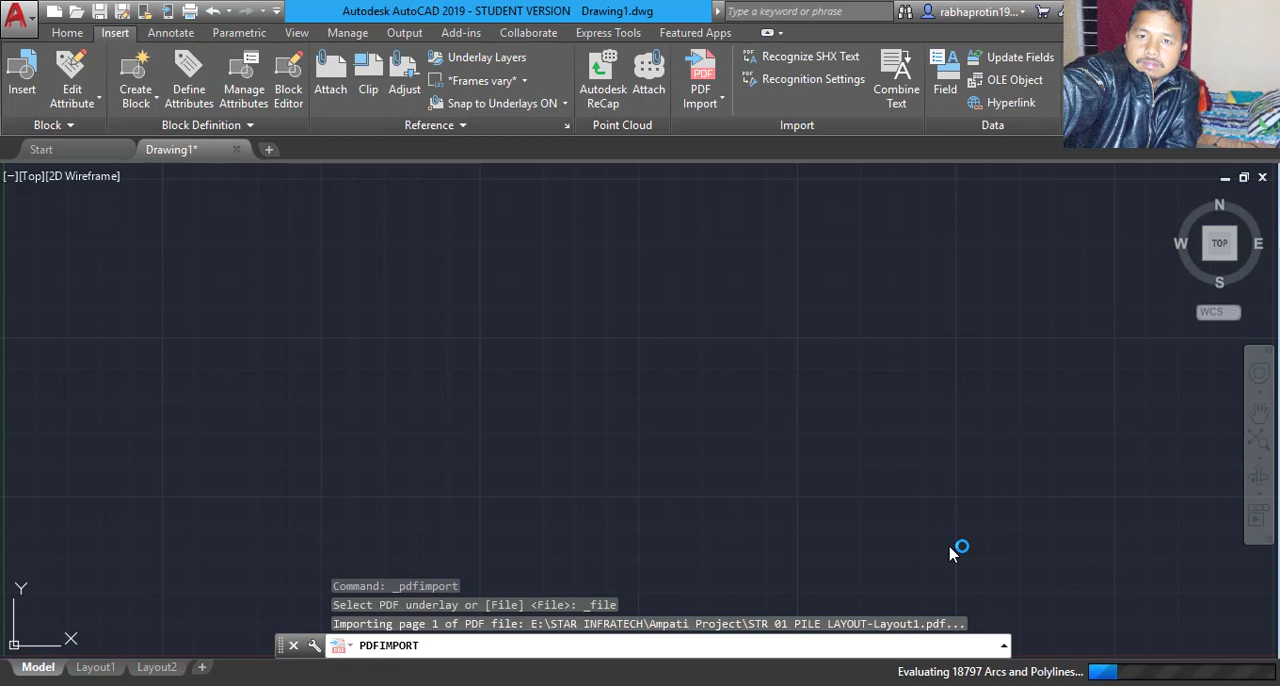 Autodesk AutoCAD 2019 - STUDENT VERSION Drawing1.dwg
Type a keyword or phrase
rabhaprotin19...
Home Insert Annotate Parametric View Manage Output Add-ins Collaborate Express Tools Featured Apps
Insert
Edit Attribute
Create Block
Define Attributes
Manage Attributes
Block Editor
Attach
Clip
Adjust
Underlay Layers
*Frames vary*
Snap to Underlays ON
Autodesk ReCap
Attach
PDF
PDF Import
PDF Recognize SHX Text
Recognition Settings
Combine Text
Field
Update Fields
OLE Object
Hyperlink
Block Block Definition Reference Point Cloud Import Data
Start Drawing1*
[−][Top][2D Wireframe]
N
W TOP E
S
WCS
Y
X
Command: _pdfimport
Select PDF underlay or [File] <File>: _file
Importing page 1 of PDF file: E:\STAR INFRATECH\Ampati Project\STR 01 PILE LAYOUT-Layout1.pdf...
PDFIMPORT
Model Layout1 Layout2 +
Evaluating 18797 Arcs and Polylines...